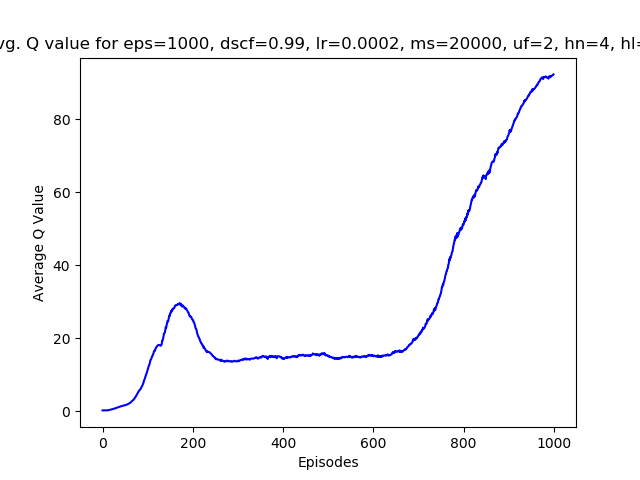 vg. Q value for eps=1000, dscf=0.99, lr=0.0002, ms=20000, uf=2, hn=4, hl=
80
60
40
20
0
Average Q Value
0 200 400 600 800 1000
Episodes